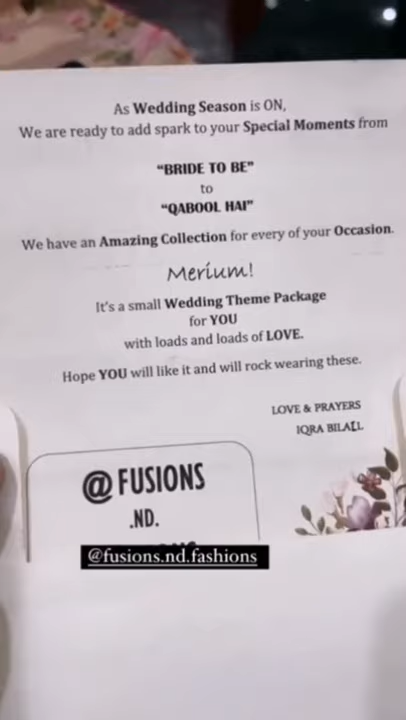 As Wedding Season is ON,
We are ready to add spark to your Special Moments from
“BRIDE TO BE”
to
“QABOOL HAI”
We have an Amazing Collection for every of your Occasion.
Merium!
It's a small Wedding Theme Package
for YOU
with loads and loads of LOVE.
Hope YOU will like it and will rock wearing these.
LOVE & PRAYERS
IQRA BILALL
@FUSIONS
.ND.
@fusions.nd.fashions